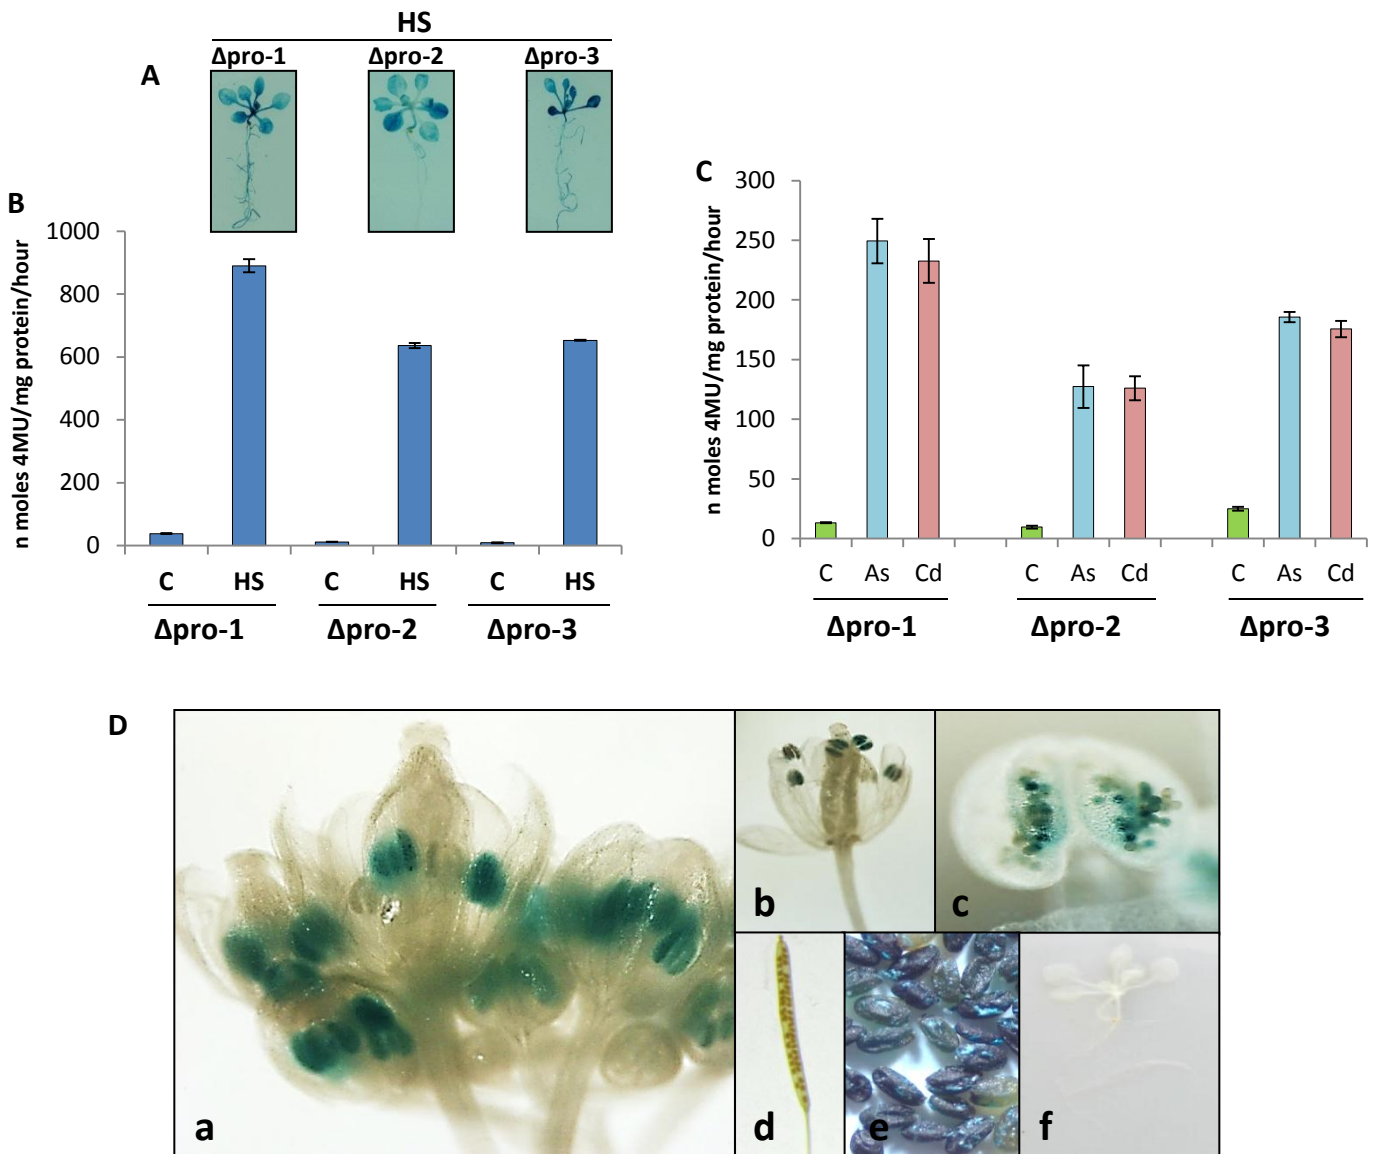 HS
Δpro-1 Δpro-2 Δpro-3
A
B
n moles 4MU/mg protein/hour
1000
800
600
400
200
0
C HS C HS C HS
Δpro-1 Δpro-2 Δpro-3
C
n moles 4MU/mg protein/hour
300
250
200
150
100
50
0
C As Cd C As Cd C As Cd
Δpro-1 Δpro-2 Δpro-3
D
a
b
c
d
e
f